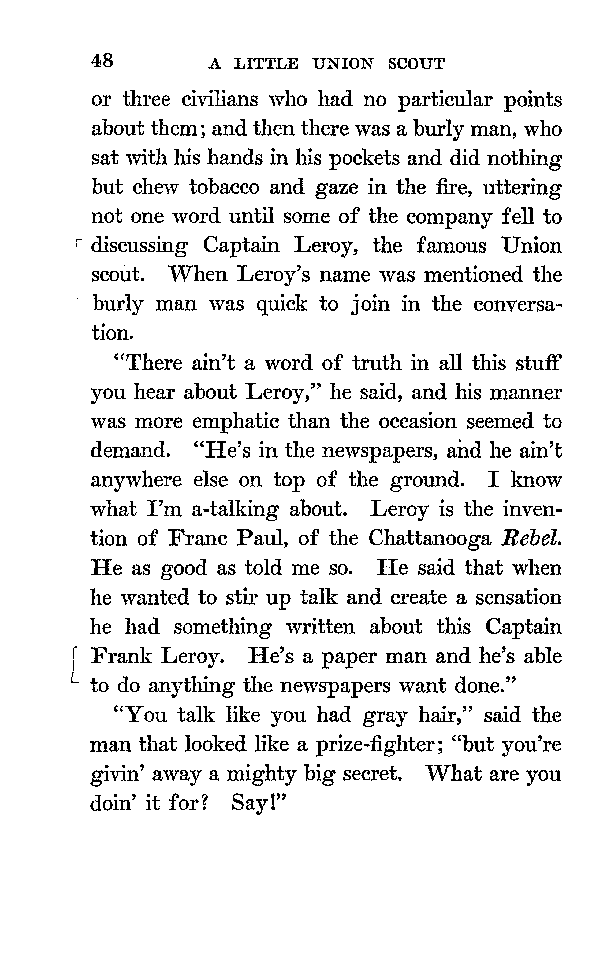 48 A LITTLE UNION SCOUT
or three civilians who had no particular points
about them; and then there was a burly man, who
sat with his hands in his pockets and did nothing
but chew tobacco and gaze in the fire, uttering
not one word until some of the company fell to
discussing Captain Leroy, the famous Union
scout. When Leroy's name was mentioned the
burly man was quick to join in the conversa-
tion.
"There ain't a word of truth in all this stuff
you hear about Leroy," he said, and his manner
was more emphatic than the occasion seemed to
demand. "He's in the newspapers, and he ain't
anywhere else on top of the ground. I know
what I'm a-talking about. Leroy is the inven-
tion of Franc Paul, of the Chattanooga Rebel.
He as good as told me so. He said that when
he wanted to stir up talk and create a sensation
he had something written about this Captain
Frank Leroy. He's a paper man and he's able
to do anything the newspapers want done."
"You talk like you had gray hair," said the
man that looked like a prize-fighter; "but you're
givin' away a mighty big secret. What are you
doin' it for? Say!"